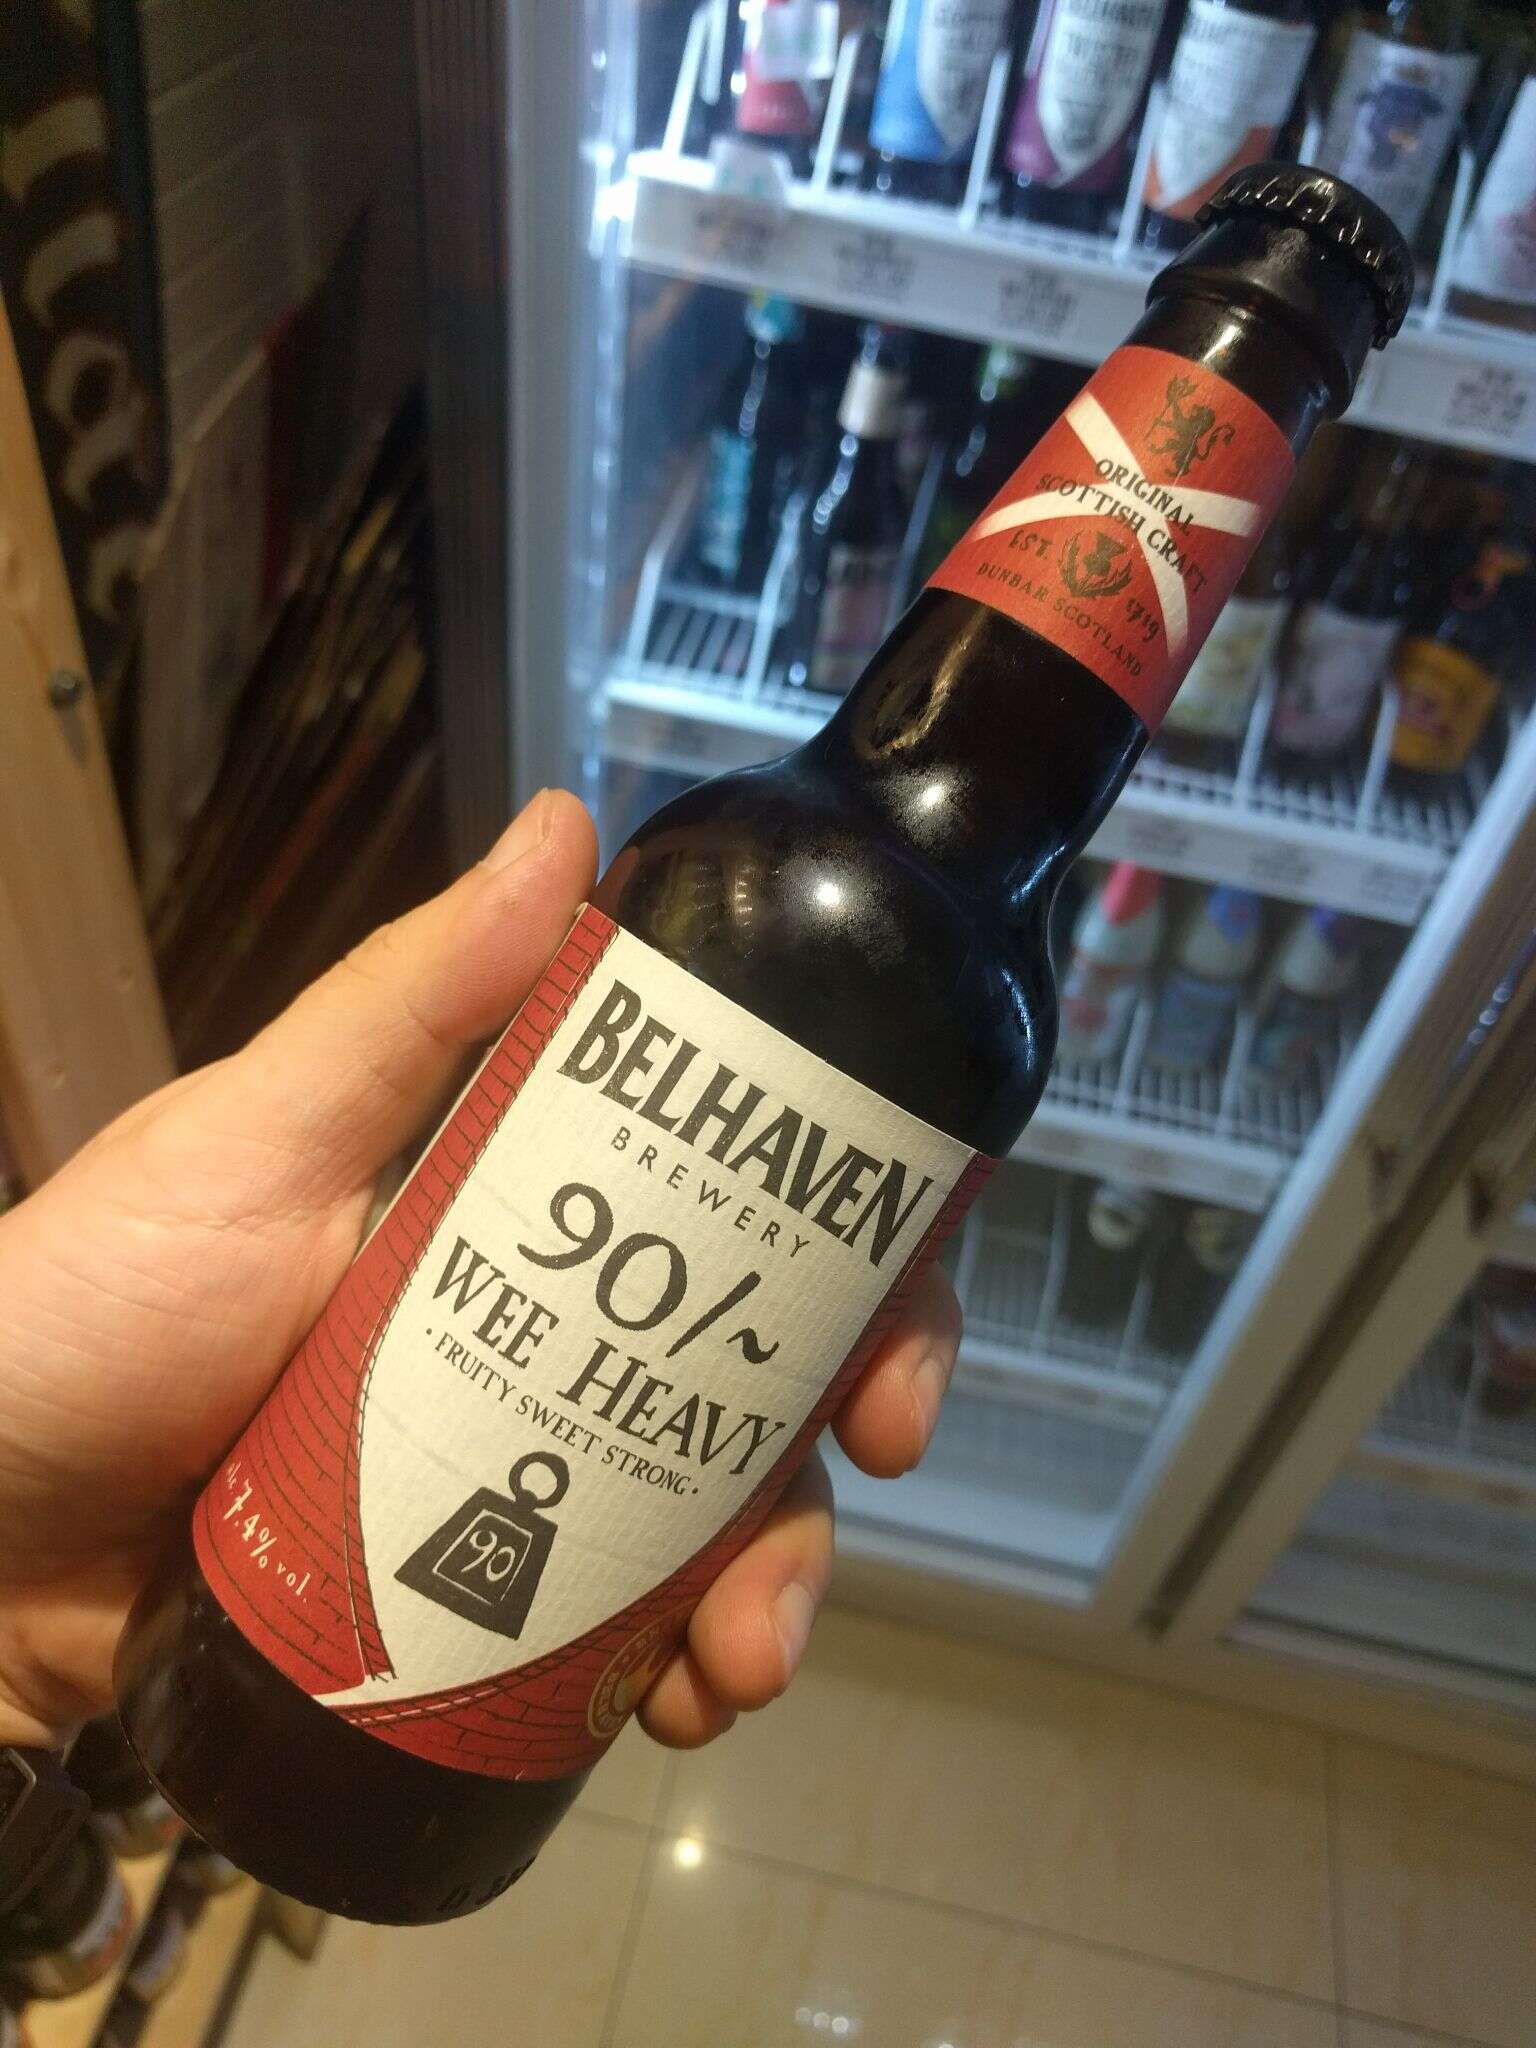 ORIGINAL
SCOTTISH CRAFT
EST. 1719
DUNBAR SCOTLAND
BELHAVEN
BREWERY
90/~
WEE HEAVY
· FRUITY SWEET STRONG ·
90
alc 7.4% vol.